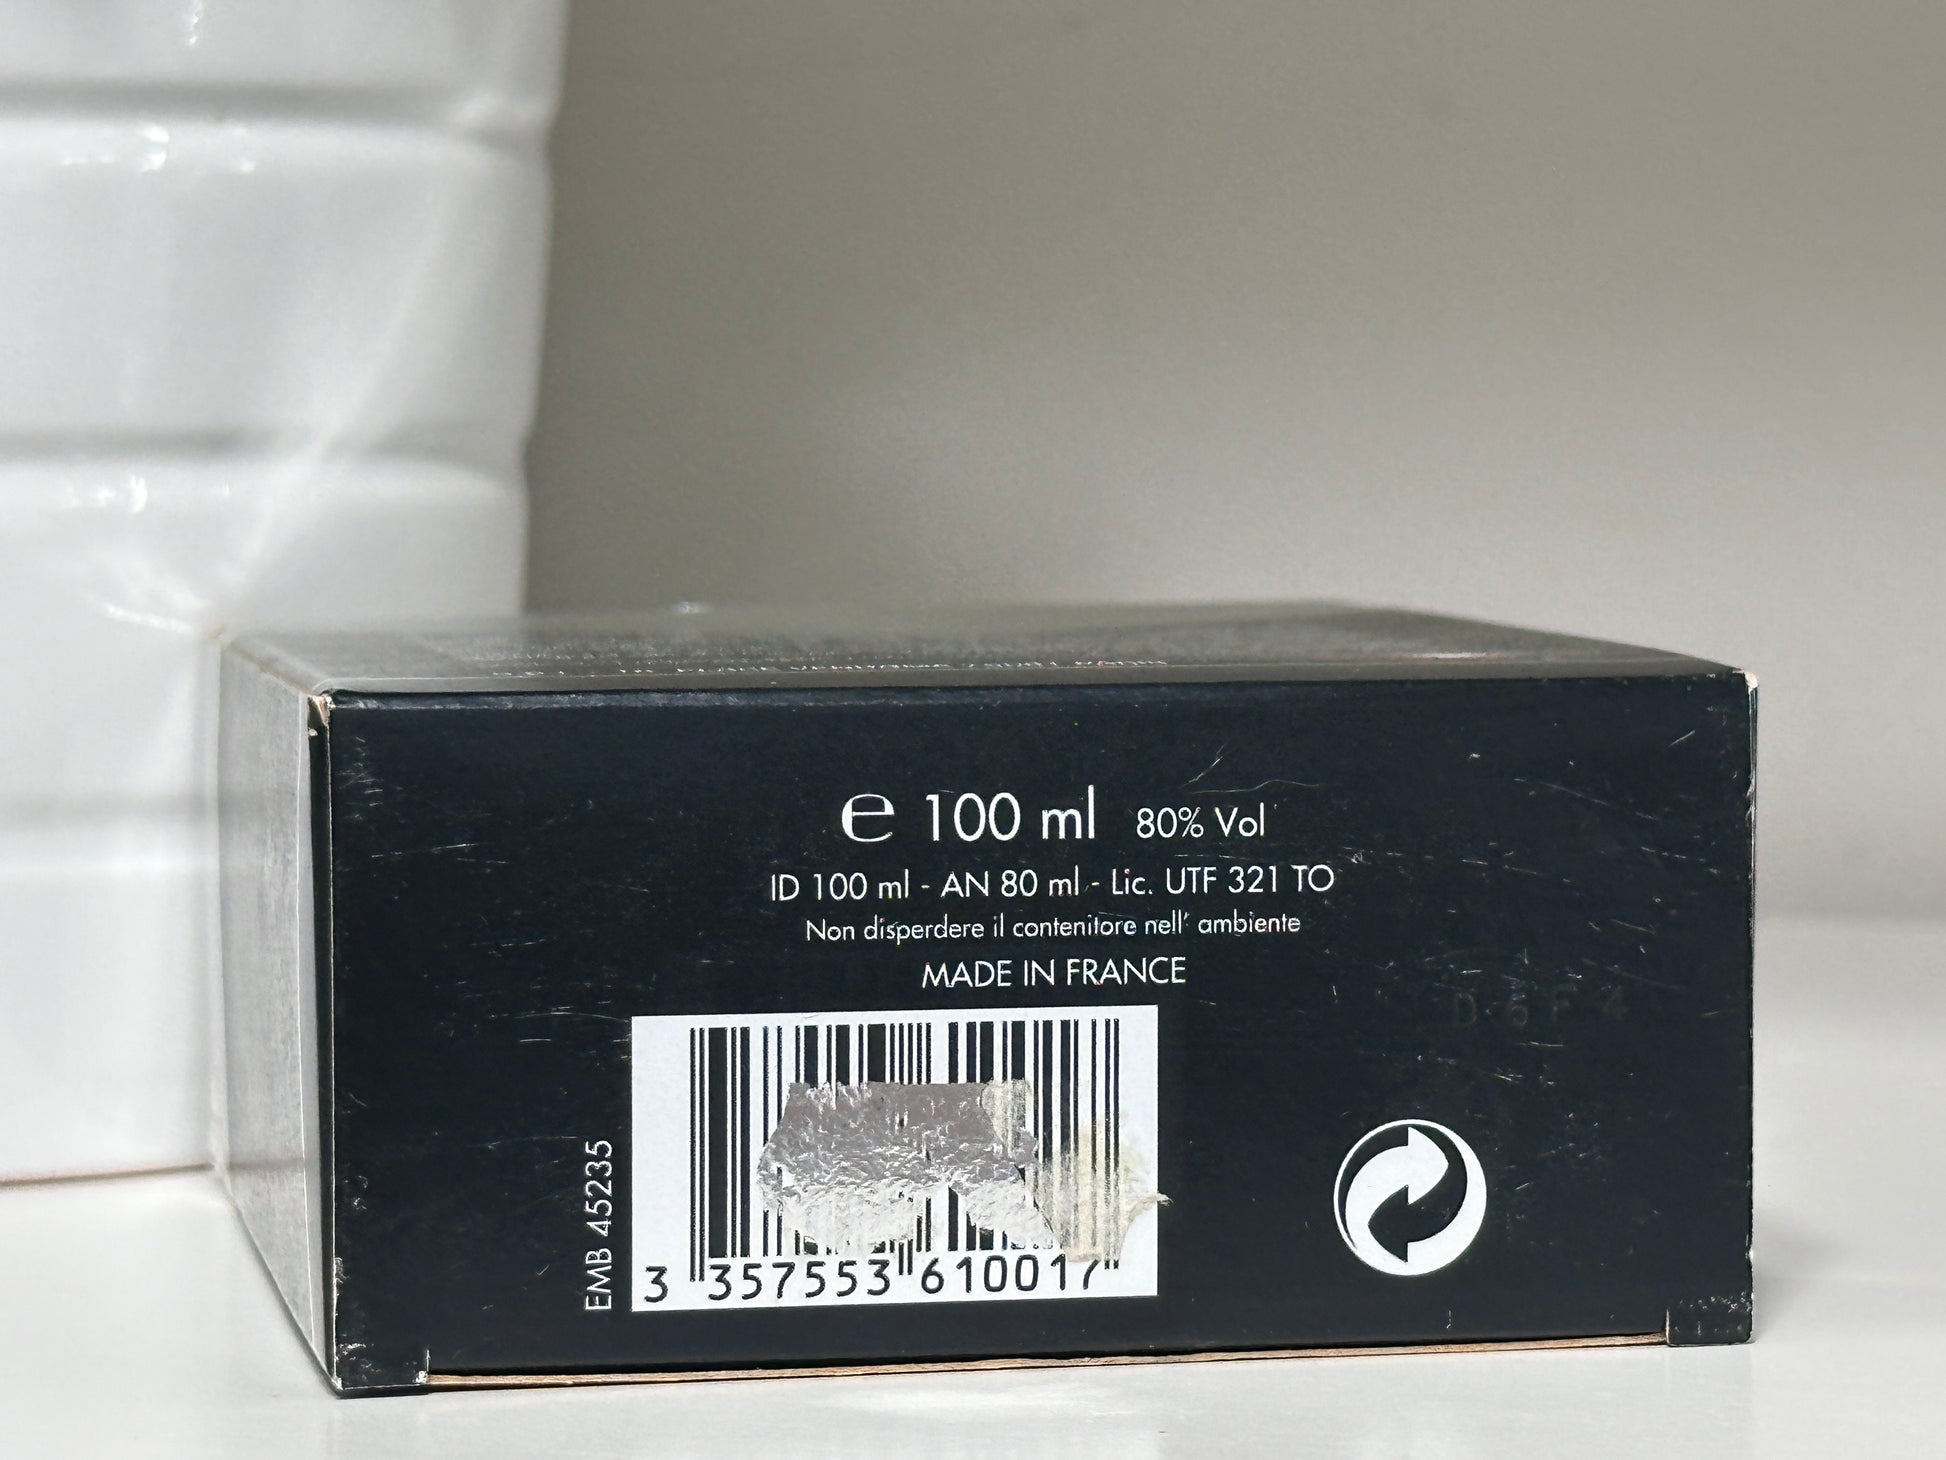 e 100 ml 80% Vol
ID 100 ml - AN 80 ml - Lic. UTF 321 TO
Non disperdere il contenitore nell' ambiente
MADE IN FRANCE
D 6 F 4
EMB 45235
3 357553 610017